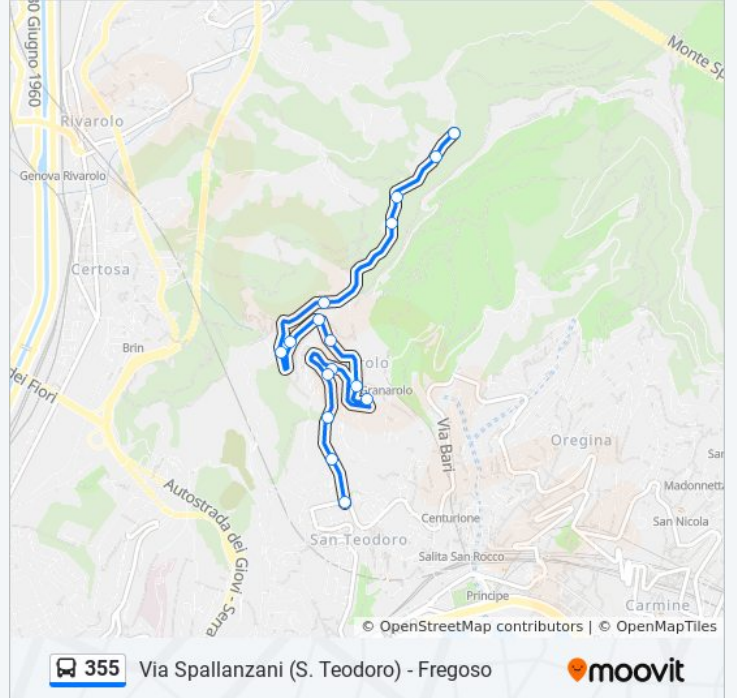 30 Giugno 1960
Monte Sp
Rivarolo
Genova Rivarolo
Certosa
Brin
dei Fiori
olo
Granarolo
Via Bari
Oregina
Sar
Madonnetta
Autostrada dei Giovi - Serra
Centurione
San Nicola
San Teodoro
Salita San Rocco
Principe
Carmine
© OpenStreetMap contributors | © OpenMapTiles
355 Via Spallanzani (S. Teodoro) - Fregoso
moovit